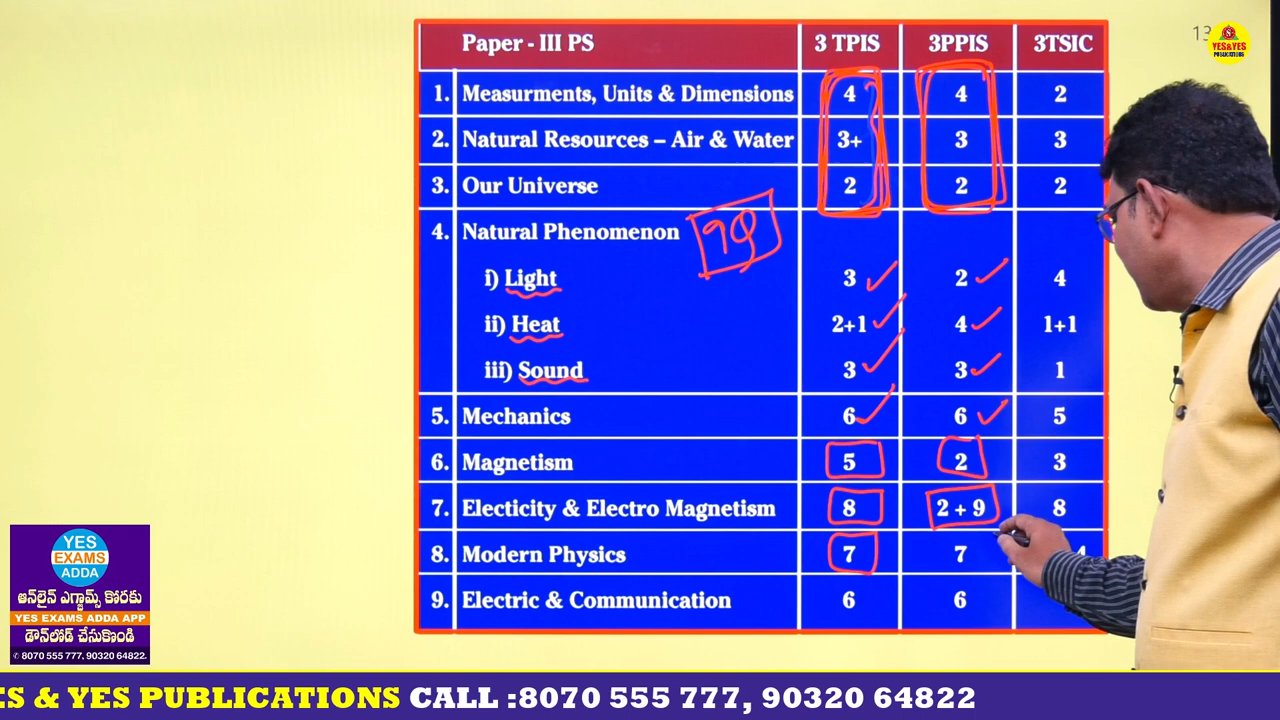 Paper - III PS 3 TPIS 3PPIS 3TSIC
1. Measurments, Units & Dimensions 4 4 2
2. Natural Resources – Air & Water 3+ 3 3
3. Our Universe 2 2 2
4. Natural Phenomenon
i) Light 3 2 4
ii) Heat 2+1 4 1+1
iii) Sound 3 3 1
5. Mechanics 6 6 5
6. Magnetism 5 2 3
7. Electicity & Electro Magnetism 8 2 + 9 8
8. Modern Physics 7 7 4
9. Electric & Communication 6 6
13
YES&YES
PUBLICATIONS
YES
EXAMS
ADDA
ఆన్‌లైన్ ఎగ్జామ్స్ కొరకు
YES EXAMS ADDA APP
డౌన్‌లోడ్ చేసుకొండి
8070 555 777, 90320 64822.
ES & YES PUBLICATIONS CALL :8070 555 777, 90320 64822